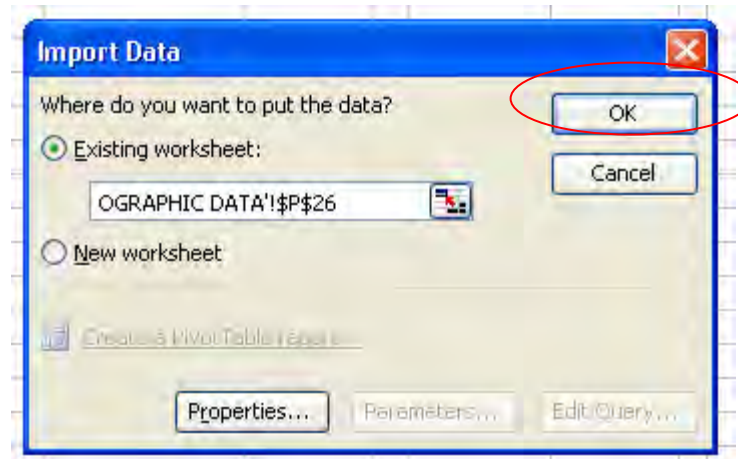 Import Data
Where do you want to put the data?
OK
Existing worksheet:
Cancel
OGRAPHIC DATA'!$P$26
New worksheet
Create a PivotTable report...
Properties...
Parameters...
Edit Query...